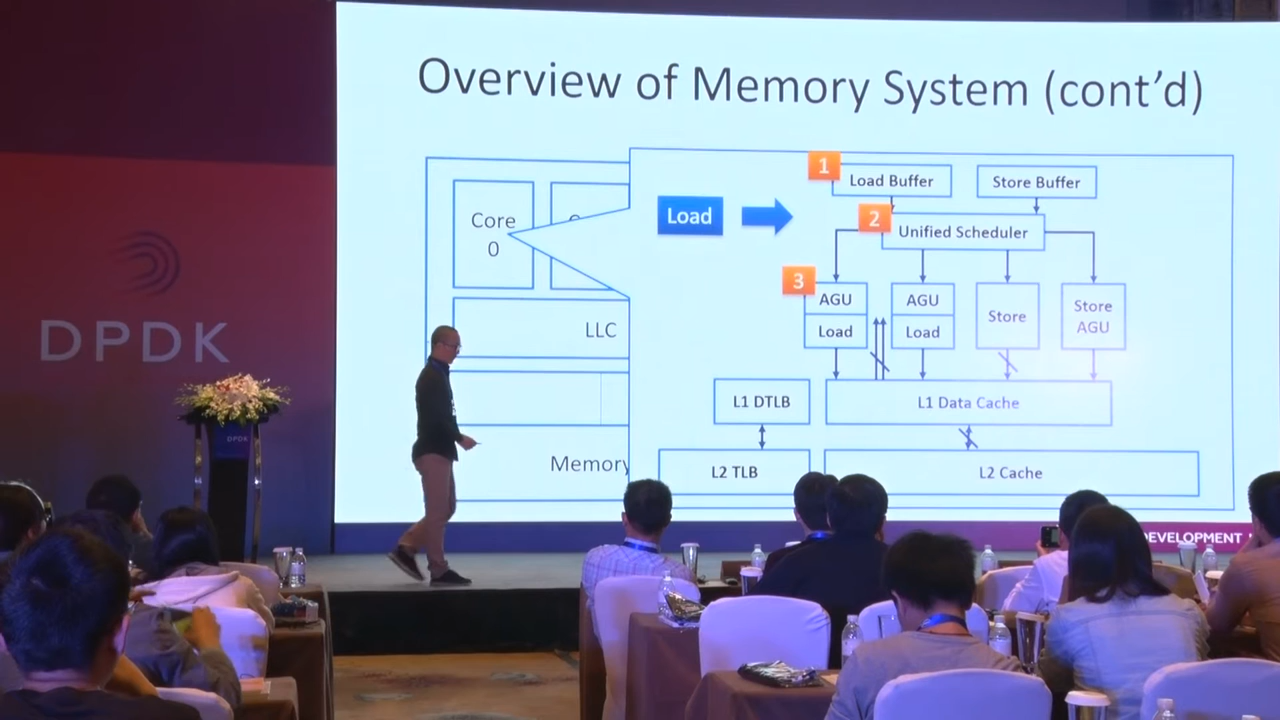 Overview of Memory System (cont'd)
1
Load Buffer
Store Buffer
Load
2
Unified Scheduler
Core
0
3
AGU
Load
AGU
Load
Store
Store
AGU
LLC
DPDK
L1 DTLB
L1 Data Cache
DPDK
Memory
L2 TLB
L2 Cache
DEVELOPMENT